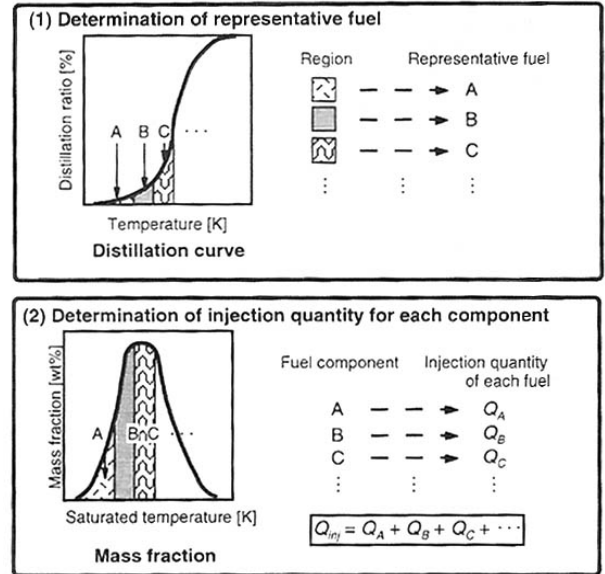 (1) Determination of representative fuel
Distillation ratio [%]
A B C ···
Temperature [K]
Distillation curve
Region Representative fuel
A
B
C
(2) Determination of injection quantity for each component
Mass fraction [wt%]
A B C ···
Saturated temperature [K]
Mass fraction
Fuel component Injection quantity
of each fuel
A Q_A
B Q_B
C Q_C
Q_inj = Q_A + Q_B + Q_C + ···